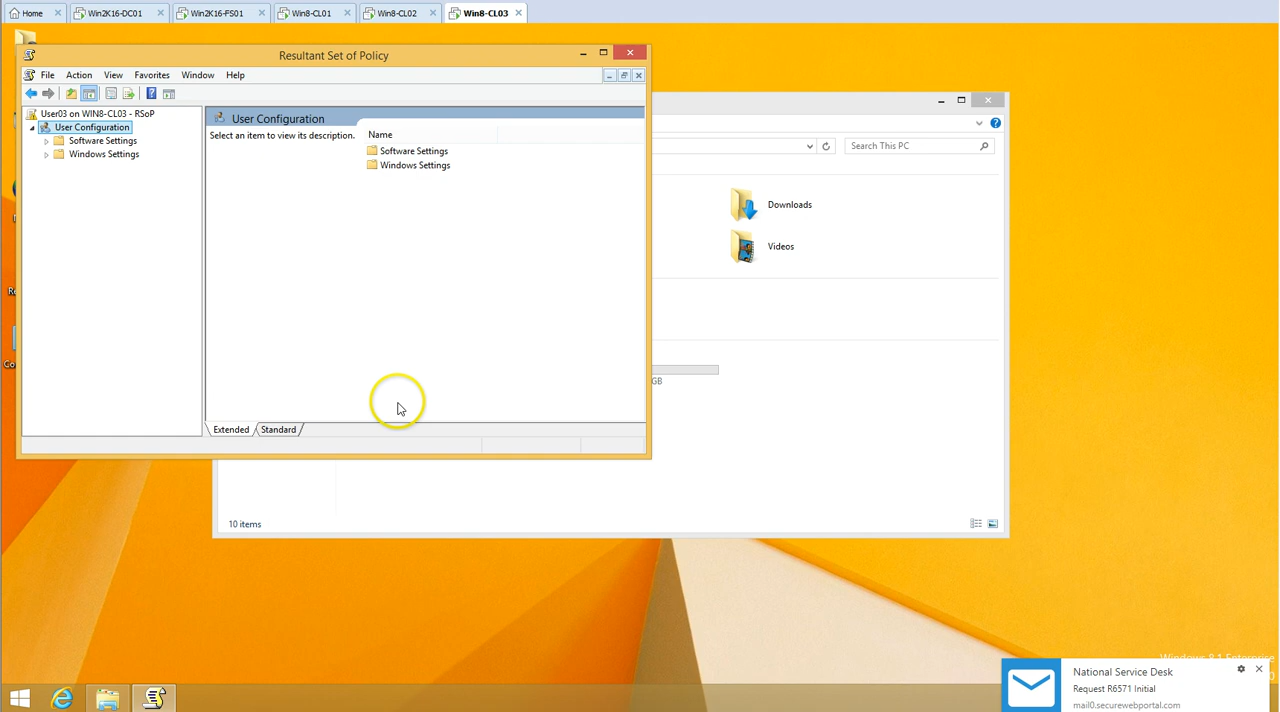 Home
Win2K16-DC01
Win2K16-FS01
Win8-CL01
Win8-CL02
Win8-CL03
Resultant Set of Policy
File Action View Favorites Window Help
User03 on WIN8-CL03 - RSoP
User Configuration
Software Settings
Windows Settings
User Configuration
Select an item to view its description.
Name
Software Settings
Windows Settings
Extended
Standard
Search This PC
Downloads
Videos
GB
10 items
Windows 8.1 Enterprise
National Service Desk
Request R6571 Initial
mail0.securewebportal.com